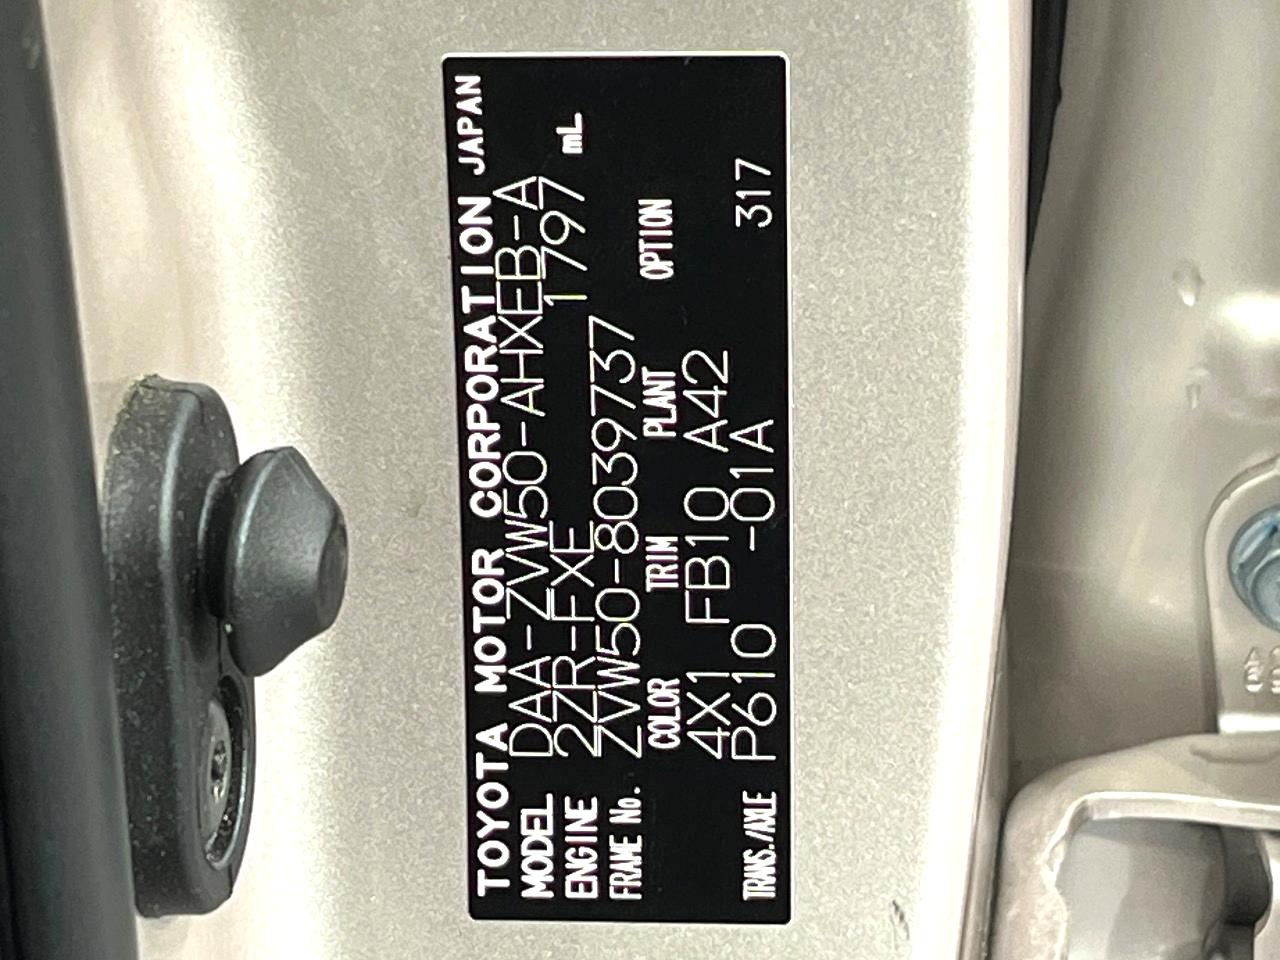 TOYOTA MOTOR CORPORATION JAPAN
MODEL DAA-ZVW50-AHXEB-A
ENGINE 2ZR-FXE 1797 mL
FRAME No. ZVW50-8039737
COLOR TRIM PLANT OPTION
4X1 FB10 A42
TRANS./AXLE P610 -01A 317